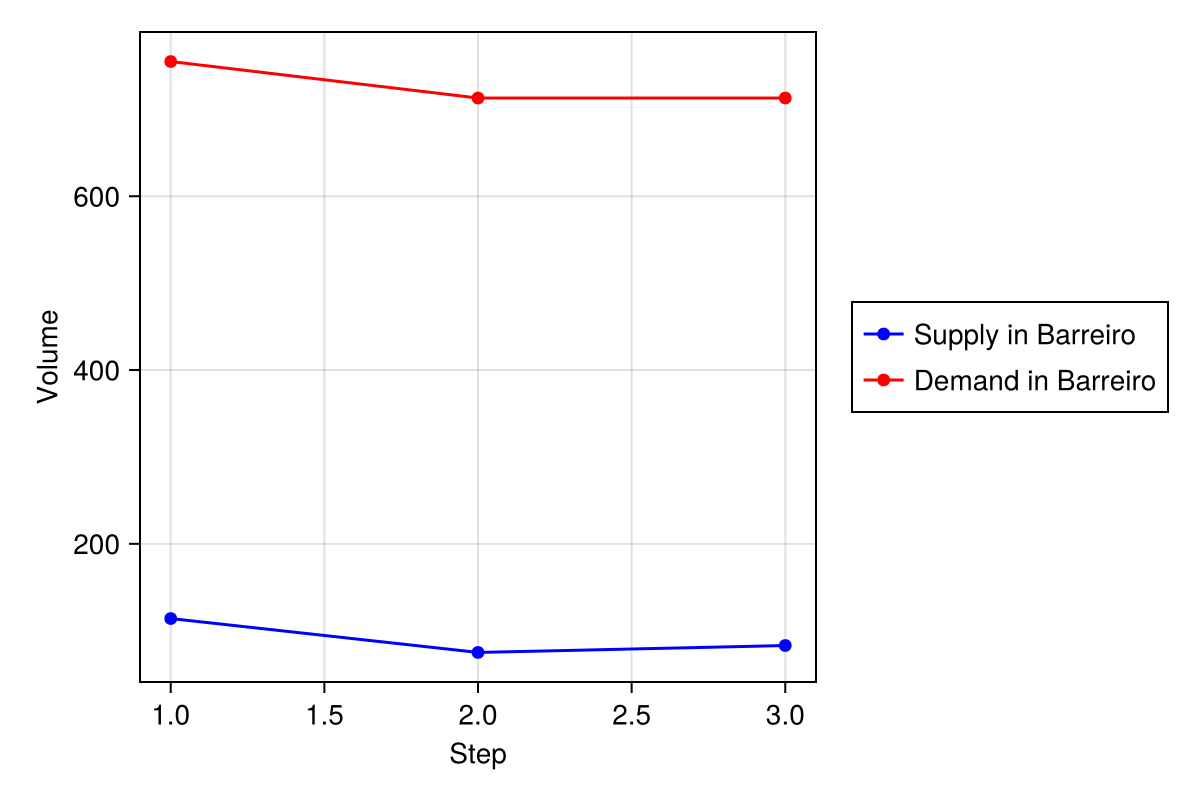 600
400
200
Volume
1.0 1.5 2.0 2.5 3.0
Step
Supply in Barreiro
Demand in Barreiro